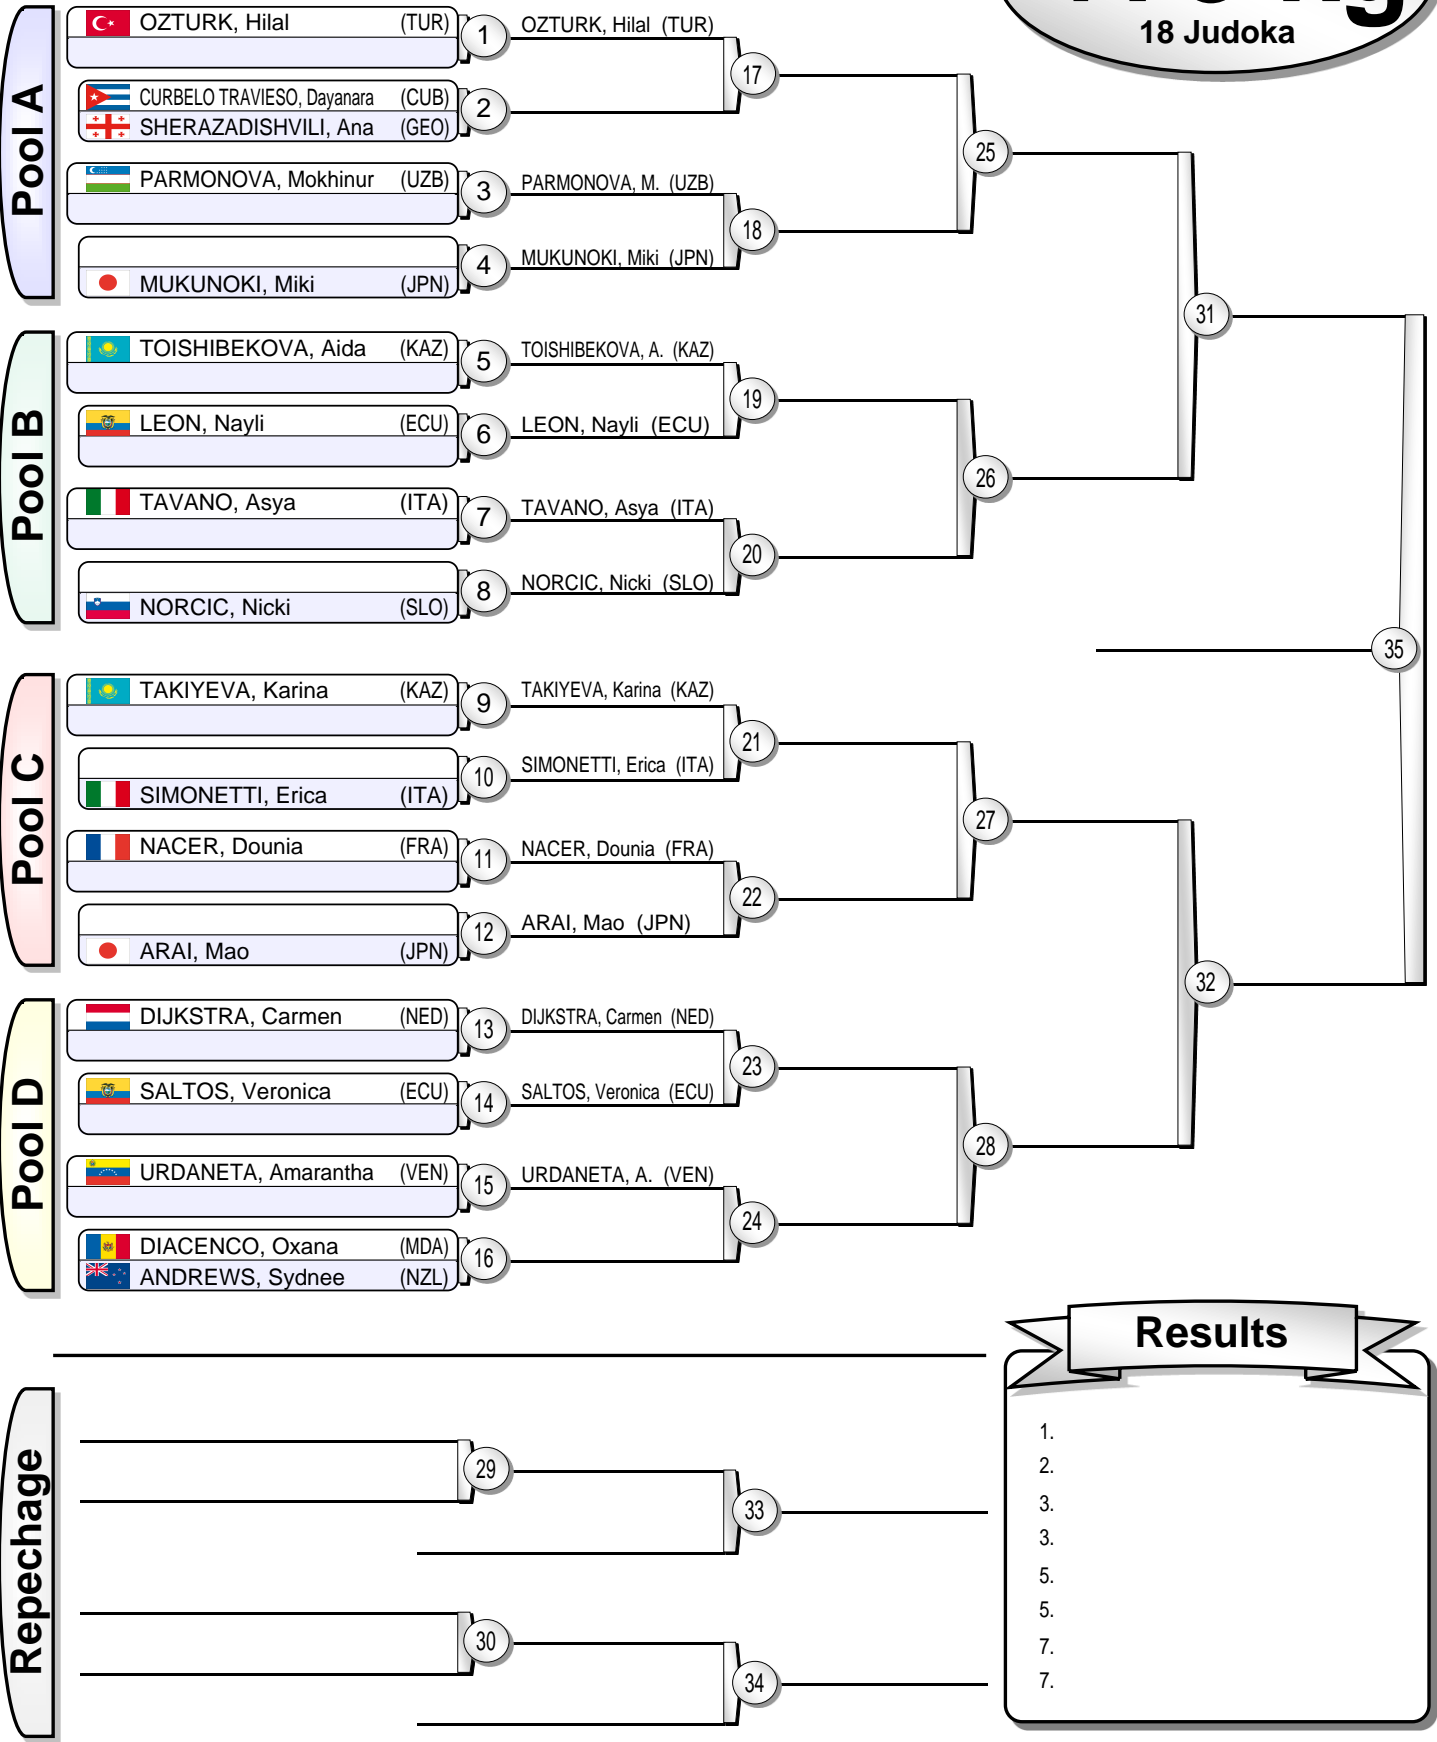 18 Judoka
Pool A
OZTURK, Hilal (TUR) 1 OZTURK, Hilal (TUR)
17
CURBELO TRAVIESO, Dayanara (CUB) 2
SHERAZADISHVILI, Ana (GEO)
25
PARMONOVA, Mokhinur (UZB) 3 PARMONOVA, M. (UZB)
18
4 MUKUNOKI, Miki (JPN)
MUKUNOKI, Miki (JPN)
31
Pool B
TOISHIBEKOVA, Aida (KAZ) 5 TOISHIBEKOVA, A. (KAZ)
19
LEON, Nayli (ECU) 6 LEON, Nayli (ECU)
26
TAVANO, Asya (ITA) 7 TAVANO, Asya (ITA)
20
8 NORCIC, Nicki (SLO)
NORCIC, Nicki (SLO)
35
Pool C
TAKIYEVA, Karina (KAZ) 9 TAKIYEVA, Karina (KAZ)
21
10 SIMONETTI, Erica (ITA)
SIMONETTI, Erica (ITA)
27
NACER, Dounia (FRA) 11 NACER, Dounia (FRA)
22
12 ARAI, Mao (JPN)
ARAI, Mao (JPN)
32
Pool D
DIJKSTRA, Carmen (NED) 13 DIJKSTRA, Carmen (NED)
23
SALTOS, Veronica (ECU) 14 SALTOS, Veronica (ECU)
28
URDANETA, Amarantha (VEN) 15 URDANETA, A. (VEN)
24
DIACENCO, Oxana (MDA) 16
ANDREWS, Sydnee (NZL)
Repechage
29
33
30
34
Results
1.
2.
3.
3.
5.
5.
7.
7.